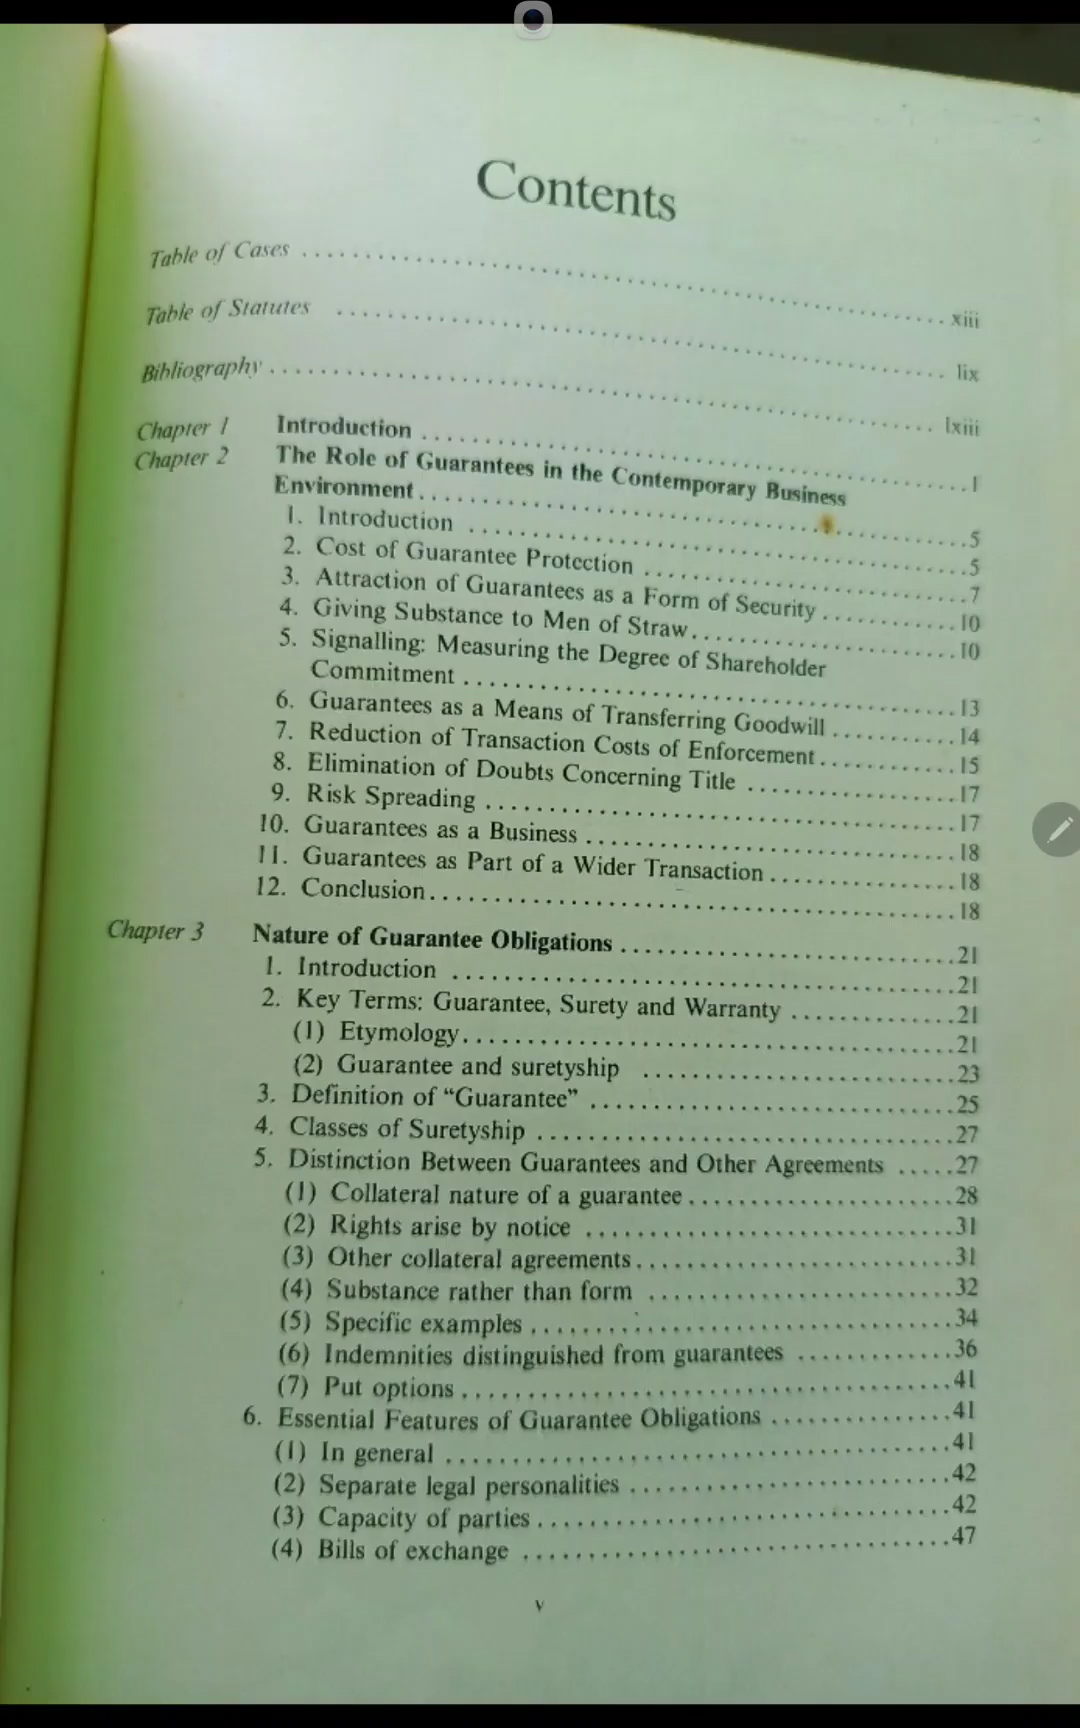 Contents
Table of Cases . . . . . . . . . . xiii
Table of Statutes . . . . . . . . . . lix
Bibliography . . . . . . . . . . lxiii
Chapter 1 Introduction . . . . . . . . . . 1
Chapter 2 The Role of Guarantees in the Contemporary Business
Environment . . . . . . . . . . 5
1. Introduction . . . . . . . . . . 5
2. Cost of Guarantee Protection . . . . . . . . . . 7
3. Attraction of Guarantees as a Form of Security . . . . . . . . . . 10
4. Giving Substance to Men of Straw . . . . . . . . . . 10
5. Signalling: Measuring the Degree of Shareholder
Commitment . . . . . . . . . . 13
6. Guarantees as a Means of Transferring Goodwill . . . . . . . . . . 14
7. Reduction of Transaction Costs of Enforcement . . . . . . . . . . 15
8. Elimination of Doubts Concerning Title . . . . . . . . . . 17
9. Risk Spreading . . . . . . . . . . 17
10. Guarantees as a Business . . . . . . . . . . 18
11. Guarantees as Part of a Wider Transaction . . . . . . . . . . 18
12. Conclusion . . . . . . . . . . 18
Chapter 3 Nature of Guarantee Obligations . . . . . . . . . . 21
1. Introduction . . . . . . . . . . 21
2. Key Terms: Guarantee, Surety and Warranty . . . . . . . . . . 21
(1) Etymology . . . . . . . . . . 21
(2) Guarantee and suretyship . . . . . . . . . . 23
3. Definition of “Guarantee” . . . . . . . . . . 25
4. Classes of Suretyship . . . . . . . . . . 27
5. Distinction Between Guarantees and Other Agreements . . . . . 27
(1) Collateral nature of a guarantee . . . . . . . . . . 28
(2) Rights arise by notice . . . . . . . . . . 31
(3) Other collateral agreements . . . . . . . . . . 31
(4) Substance rather than form . . . . . . . . . . 32
(5) Specific examples . . . . . . . . . . 34
(6) Indemnities distinguished from guarantees . . . . . . . . . . 36
(7) Put options . . . . . . . . . . 41
6. Essential Features of Guarantee Obligations . . . . . . . . . . 41
(1) In general . . . . . . . . . . 41
(2) Separate legal personalities . . . . . . . . . . 42
(3) Capacity of parties . . . . . . . . . . 42
(4) Bills of exchange . . . . . . . . . . 47
v